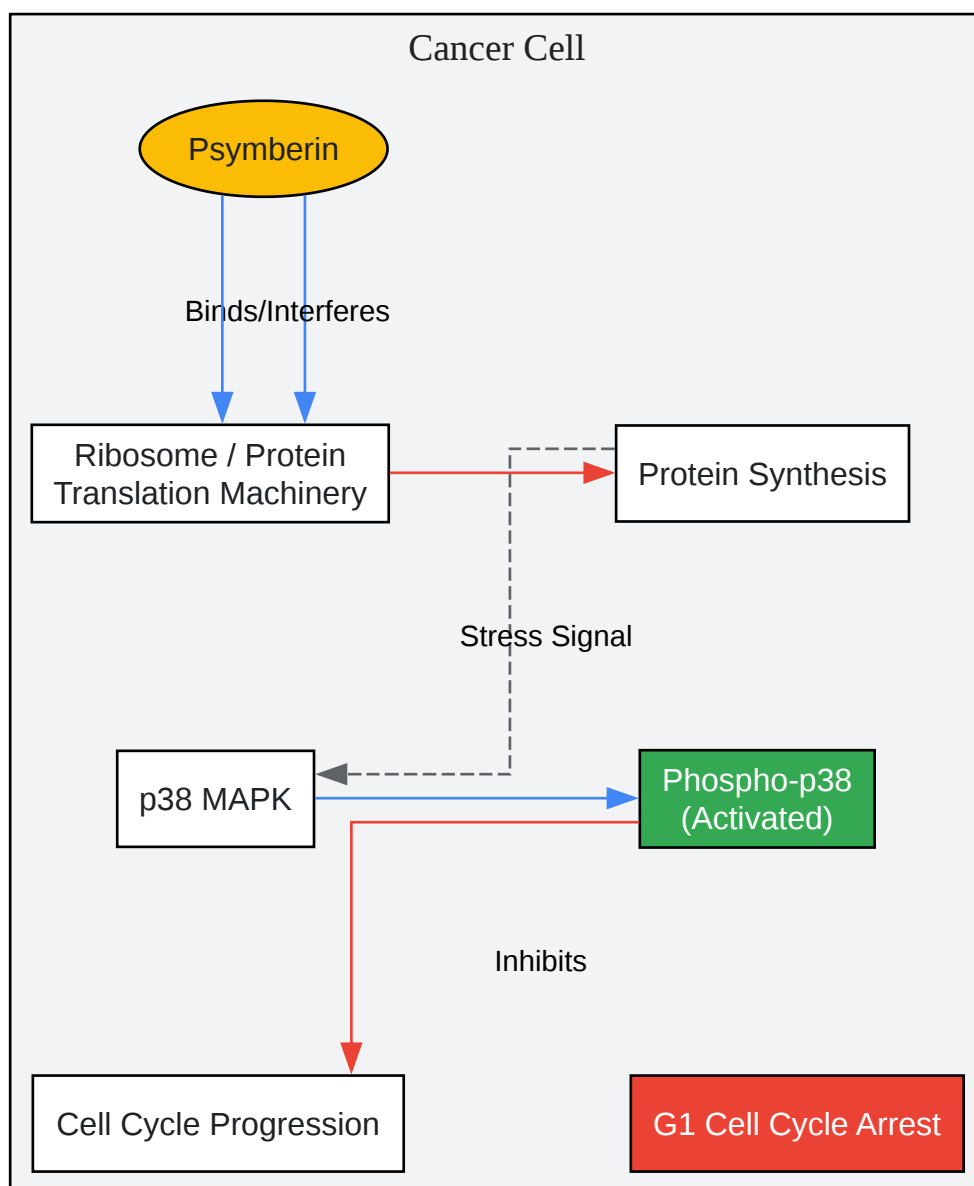 Cancer Cell
Psymberin
Binds/Interferes
Ribosome / Protein
Translation Machinery
Protein Synthesis
Stress Signal
p38 MAPK
Phospho-p38
(Activated)
Inhibits
Cell Cycle Progression
G1 Cell Cycle Arrest